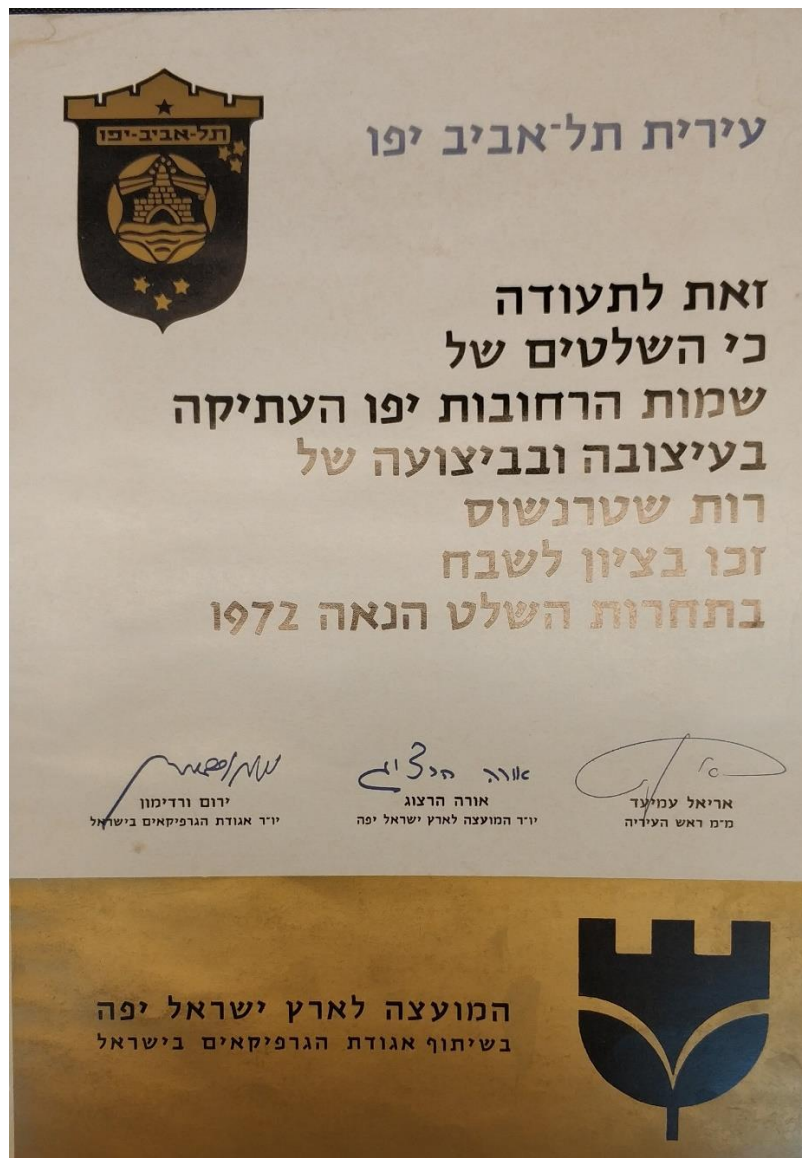 עירית תל־אביב יפו
תל-אביב-יפו
זאת לתעודה
כי השלטים של
שמות הרחובות יפו העתיקה
בעיצובה ובביצועה של
רות שטרנשוס
זכו בציון לשבח
בתחרות השלט הנאה 1972
אורה הרצוג
אריאל עמיעד
מ״מ ראש העיריה
אורה הרצוג
יו״ר המועצה לארץ ישראל יפה
ירום ורדימון
יו״ר אגודת הגרפיקאים בישראל
המועצה לארץ ישראל יפה
בשיתוף אגודת הגרפיקאים בישראל